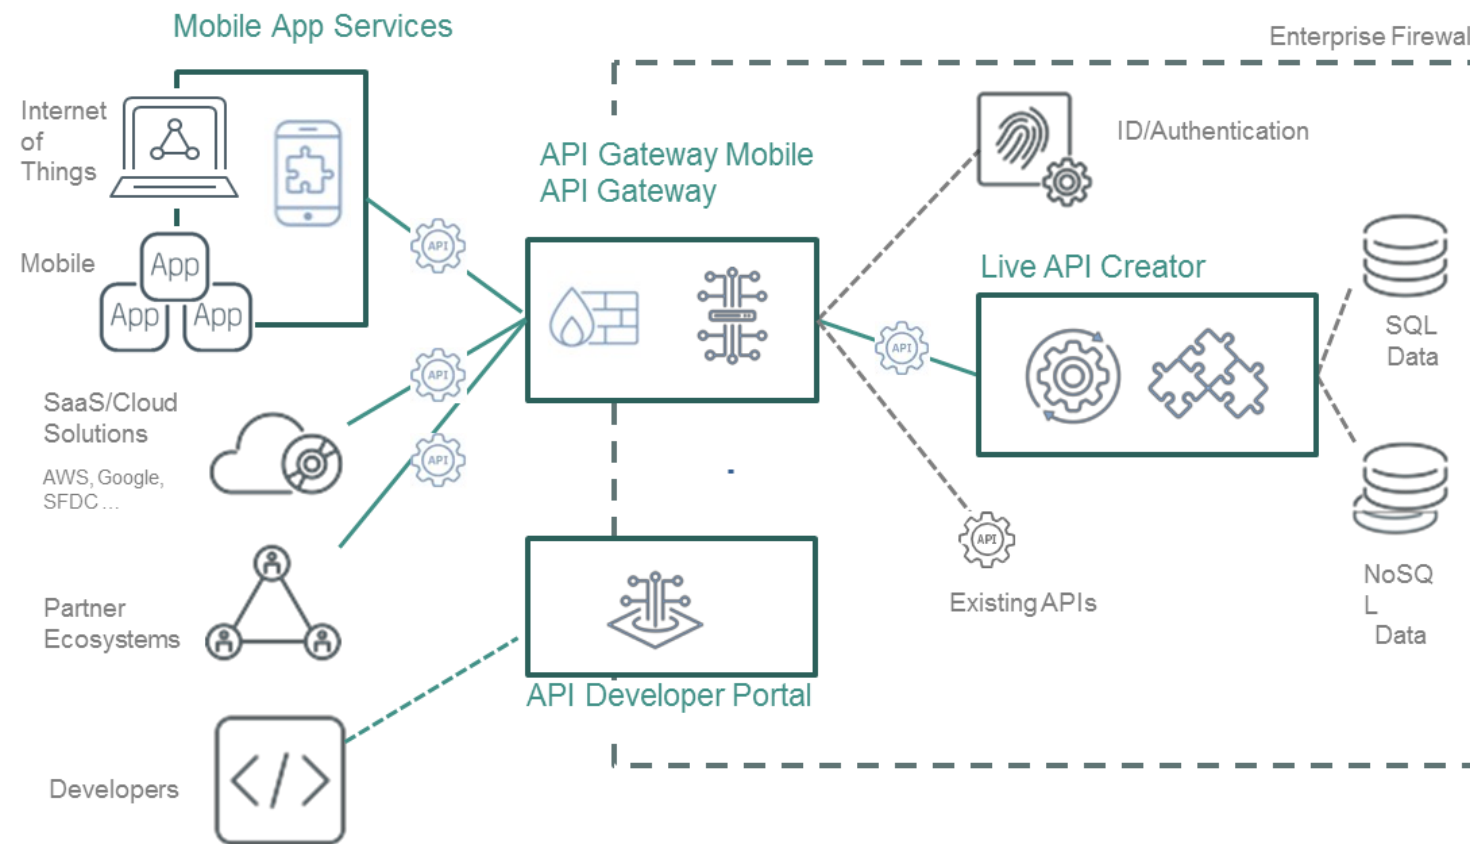 Mobile App Services
Enterprise Firewal
Internet
of
Things
ID/Authentication
API Gateway Mobile
API Gateway
API
Mobile
App
App
App
Live API Creator
SQL
Data
API
API
SaaS/Cloud
Solutions
AWS, Google,
SFDC ...
API
API
Existing APIs
NoSQ
L
Data
Partner
Ecosystems
API Developer Portal
Developers